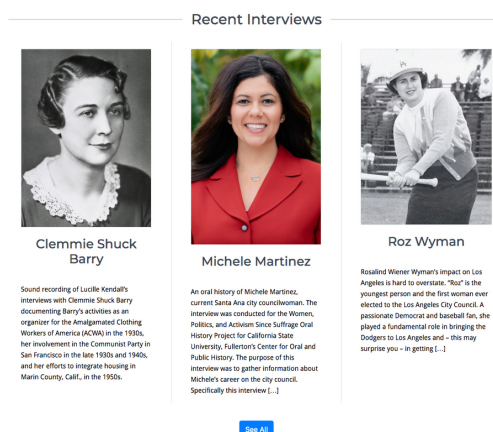 Recent Interviews
Clemmie Shuck
Barry
Sound recording of Lucille Kendall's
interviews with Clemmie Shuck Barry
documenting Barry's activities as an
organizer for the Amalgamated Clothing
Workers of America (ACWA) in the 1930s,
her involvement in the Communist Party in
San Francisco in the late 1930s and 1940s,
and her efforts to integrate housing in
Marin County, Calif., in the 1950s.
Michele Martinez
An oral history of Michele Martinez,
current Santa Ana city councilwoman. The
interview was conducted for the Women,
Politics, and Activism Since Suffrage Oral
History Project for California State
University, Fullerton's Center for Oral and
Public History. The purpose of this
interview was to gather information about
Michele's career on the city council.
Specifically this interview [...]
Roz Wyman
Rosalind Wiener Wyman's impact on Los
Angeles is hard to overstate. "Roz" is the
youngest person and the first woman ever
elected to the Los Angeles City Council. A
passionate Democrat and baseball fan, she
played a fundamental role in bringing the
Dodgers to Los Angeles and – this may
surprise you – in getting [...]
See All